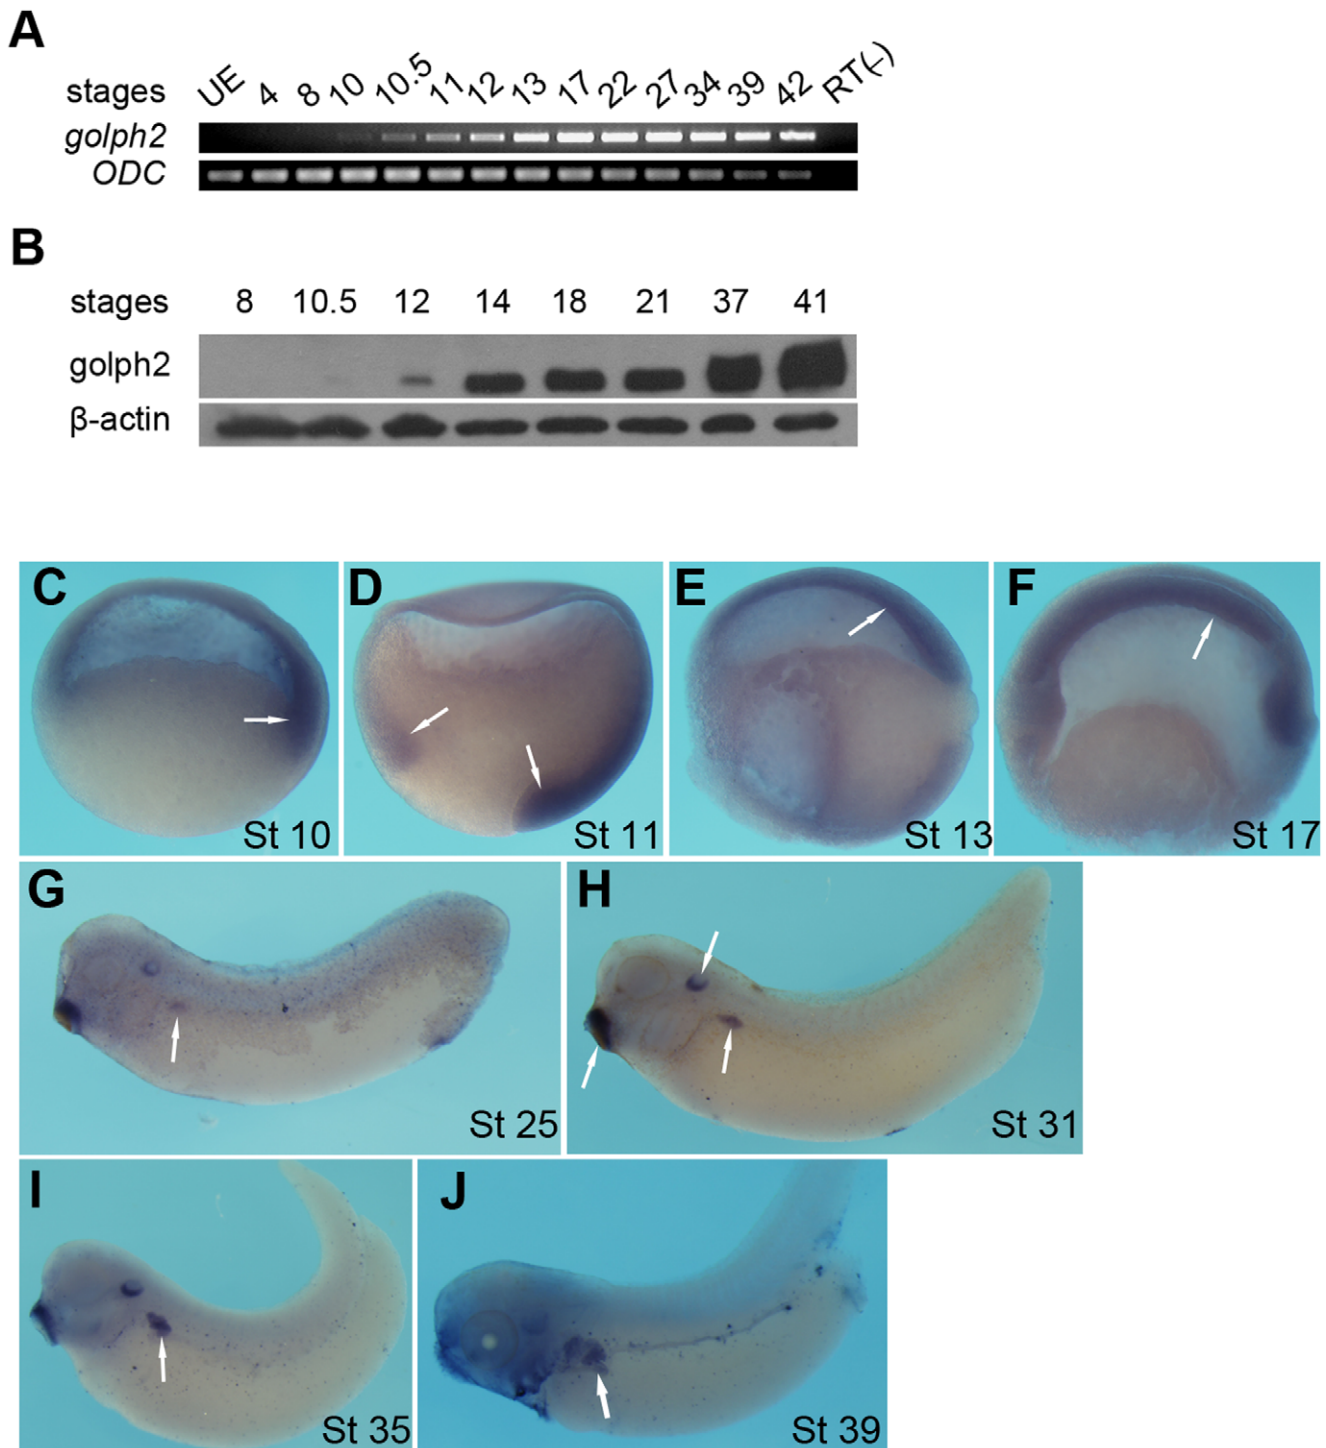 A
stages UE 4 8 10 10.5 11 12 13 17 22 27 34 39 42 RT(-)
golph2
ODC
B
stages 8 10.5 12 14 18 21 37 41
golph2
β-actin
C D E F
St 10 St 11 St 13 St 17
G H
St 25 St 31
I J
St 35 St 39